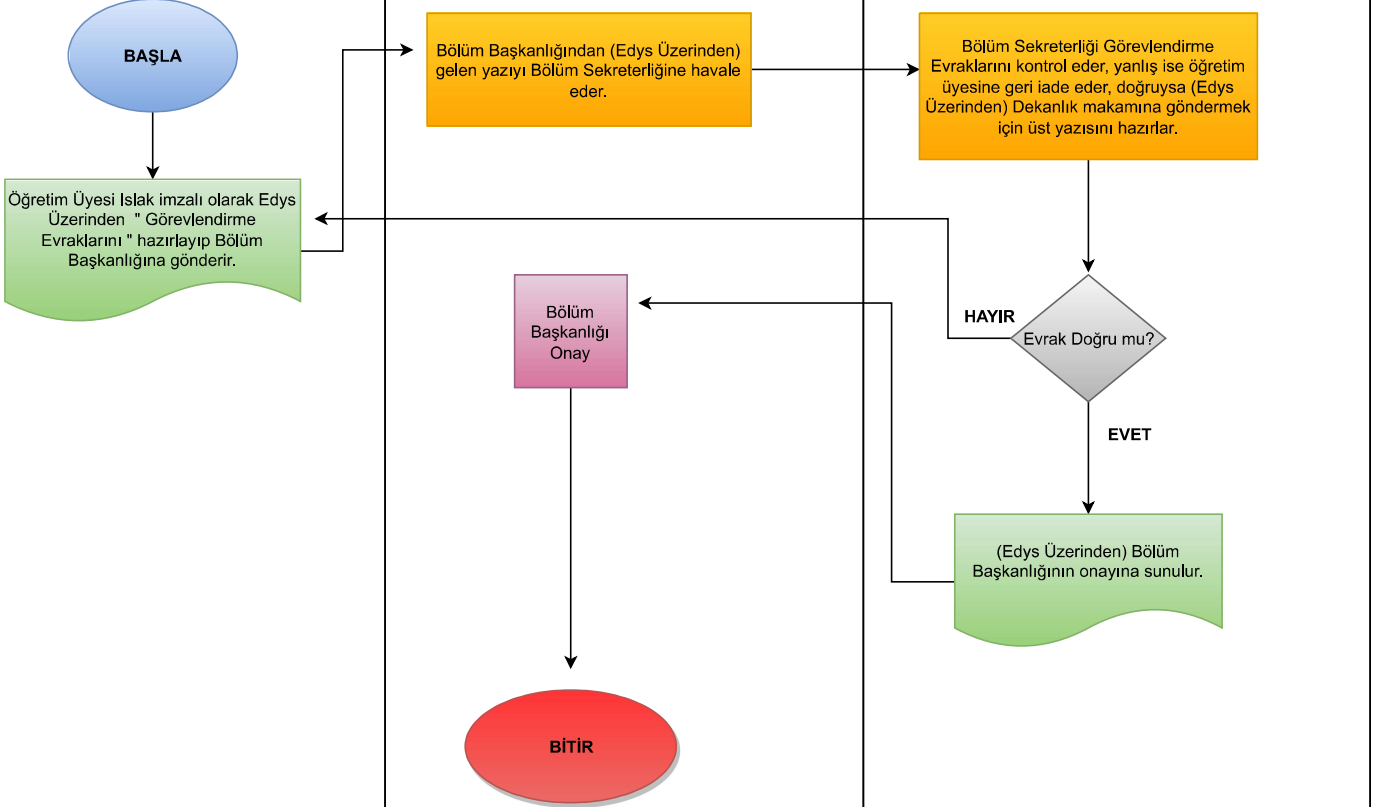 BAŞLA
Öğretim Üyesi Islak imzalı olarak Edys
Üzerinden " Görevlendirme
Evraklarını " hazırlayıp Bölüm
Başkanlığına gönderir.
Bölüm Başkanlığından (Edys Üzerinden)
gelen yazıyı Bölüm Sekreterliğine havale
eder.
Bölüm Sekreterliği Görevlendirme
Evraklarını kontrol eder, yanlış ise öğretim
üyesine geri iade eder, doğruysa (Edys
Üzerinden) Dekanlık makamına göndermek
için üst yazısını hazırlar.
HAYIR
Evrak Doğru mu?
EVET
(Edys Üzerinden) Bölüm
Başkanlığının onayına sunulur.
Bölüm
Başkanlığı
Onay
BİTİR